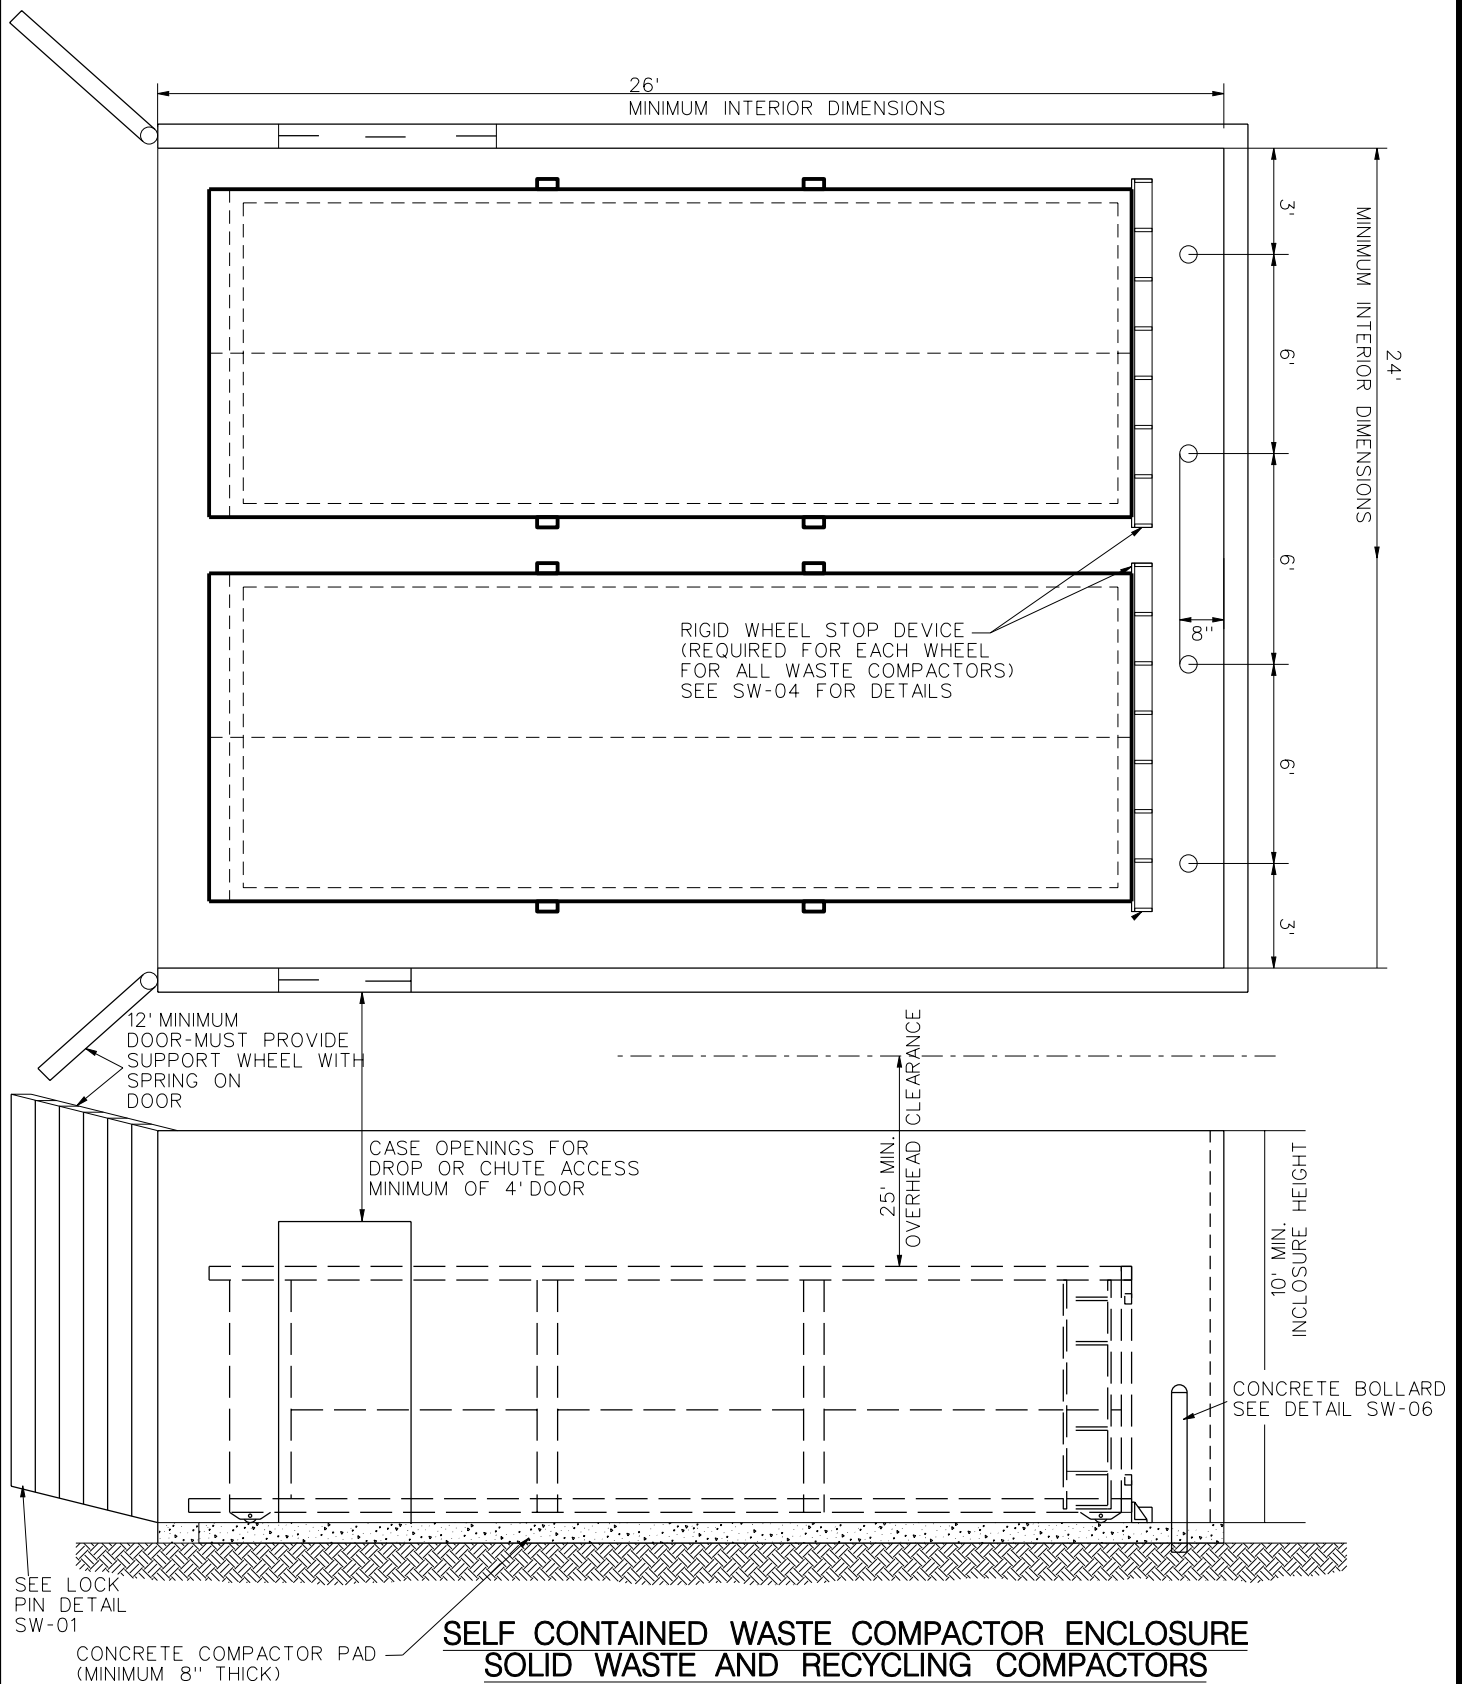 26'
MINIMUM INTERIOR DIMENSIONS
3'
6'
6'
6'
3'
24'
MINIMUM INTERIOR DIMENSIONS
8"
RIGID WHEEL STOP DEVICE
(REQUIRED FOR EACH WHEEL
FOR ALL WASTE COMPACTORS)
SEE SW-04 FOR DETAILS
12' MINIMUM
DOOR-MUST PROVIDE
SUPPORT WHEEL WITH
SPRING ON
DOOR
CASE OPENINGS FOR
DROP OR CHUTE ACCESS
MINIMUM OF 4' DOOR
25' MIN.
OVERHEAD CLEARANCE
10' MIN.
INCLOSURE HEIGHT
CONCRETE BOLLARD
SEE DETAIL SW-06
SEE LOCK
PIN DETAIL
SW-01
CONCRETE COMPACTOR PAD
(MINIMUM 8" THICK)
SELF CONTAINED WASTE COMPACTOR ENCLOSURE
SOLID WASTE AND RECYCLING COMPACTORS